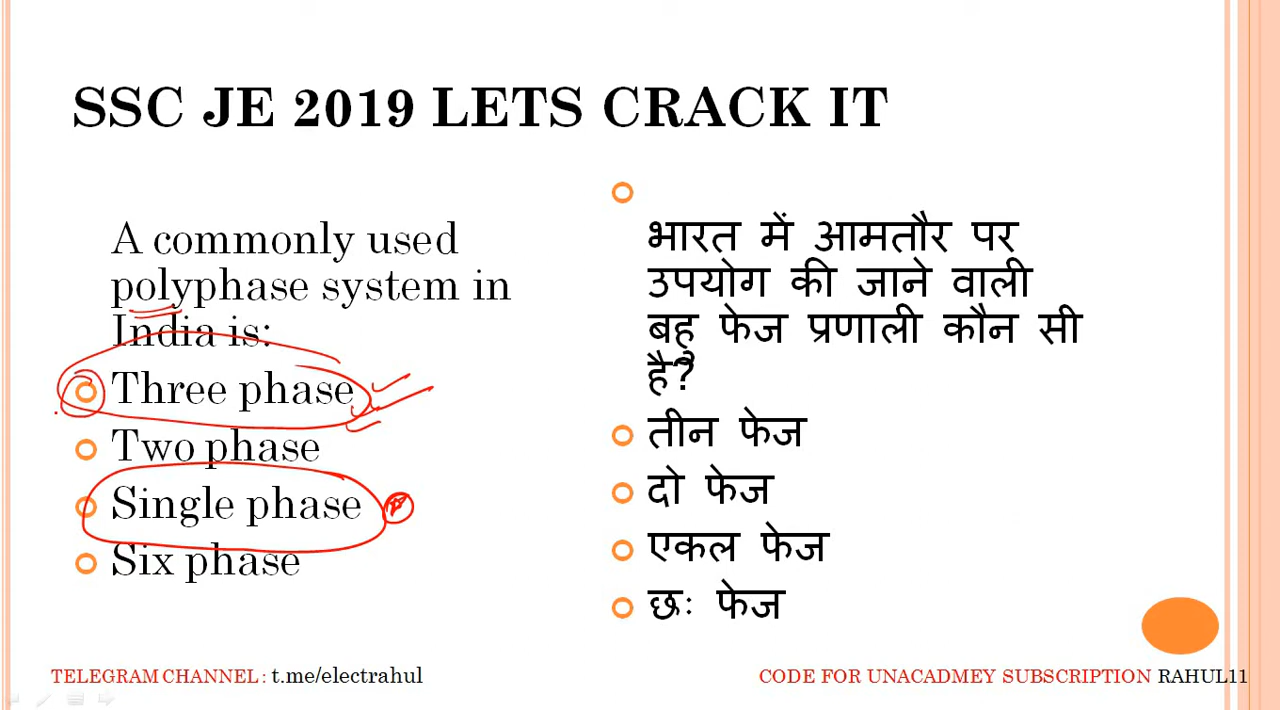 SSC JE 2019 LETS CRACK IT
A commonly used
polyphase system in
India is:
Three phase
Two phase
Single phase
Six phase
भारत में आमतौर पर
उपयोग की जाने वाली
बहु फेज प्रणाली कौन सी
है?
तीन फेज
दो फेज
एकल फेज
छः फेज
TELEGRAM CHANNEL: t.me/electrahul
CODE FOR UNACADMEY SUBSCRIPTION RAHUL11